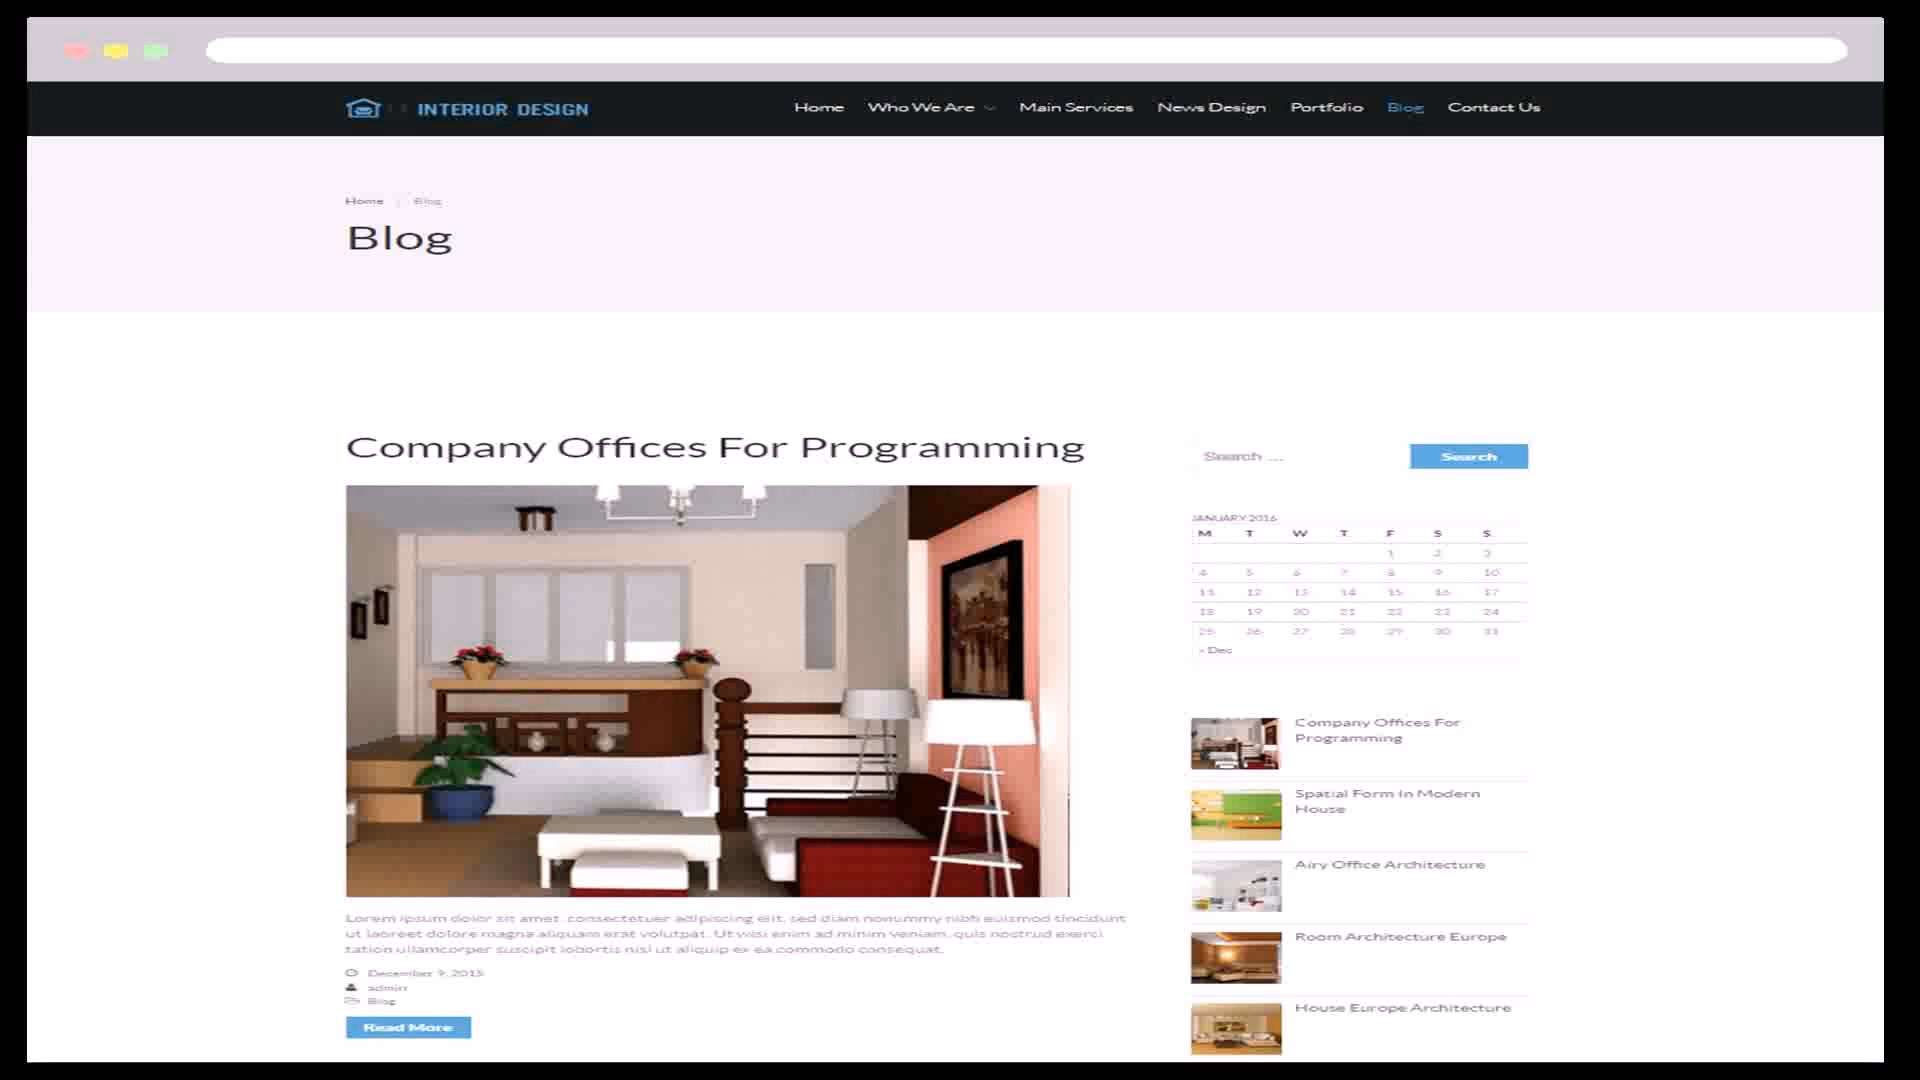 INTERIOR DESIGN
Home Who We Are Main Services News Design Portfolio Blog Contact Us
Home | Blog
Blog
Company Offices For Programming
Search ...
Search
JANUARY 2016
M T W T F S S
1 2 3
4 5 6 7 8 9 10
11 12 13 14 15 16 17
18 19 20 21 22 23 24
25 26 27 28 29 30 31
« Dec
Company Offices For
Programming
Spatial Form In Modern
House
Airy Office Architecture
Room Architecture Europe
House Europe Architecture
Lorem ipsum dolor sit amet, consectetuer adipiscing elit, sed diam nonummy nibh euismod tincidunt
ut laoreet dolore magna aliquam erat volutpat. Ut wisi enim ad minim veniam, quis nostrud exerci
tation ullamcorper suscipit lobortis nisl ut aliquip ex ea commodo consequat.
December 9, 2015
admin
Blog
Read More